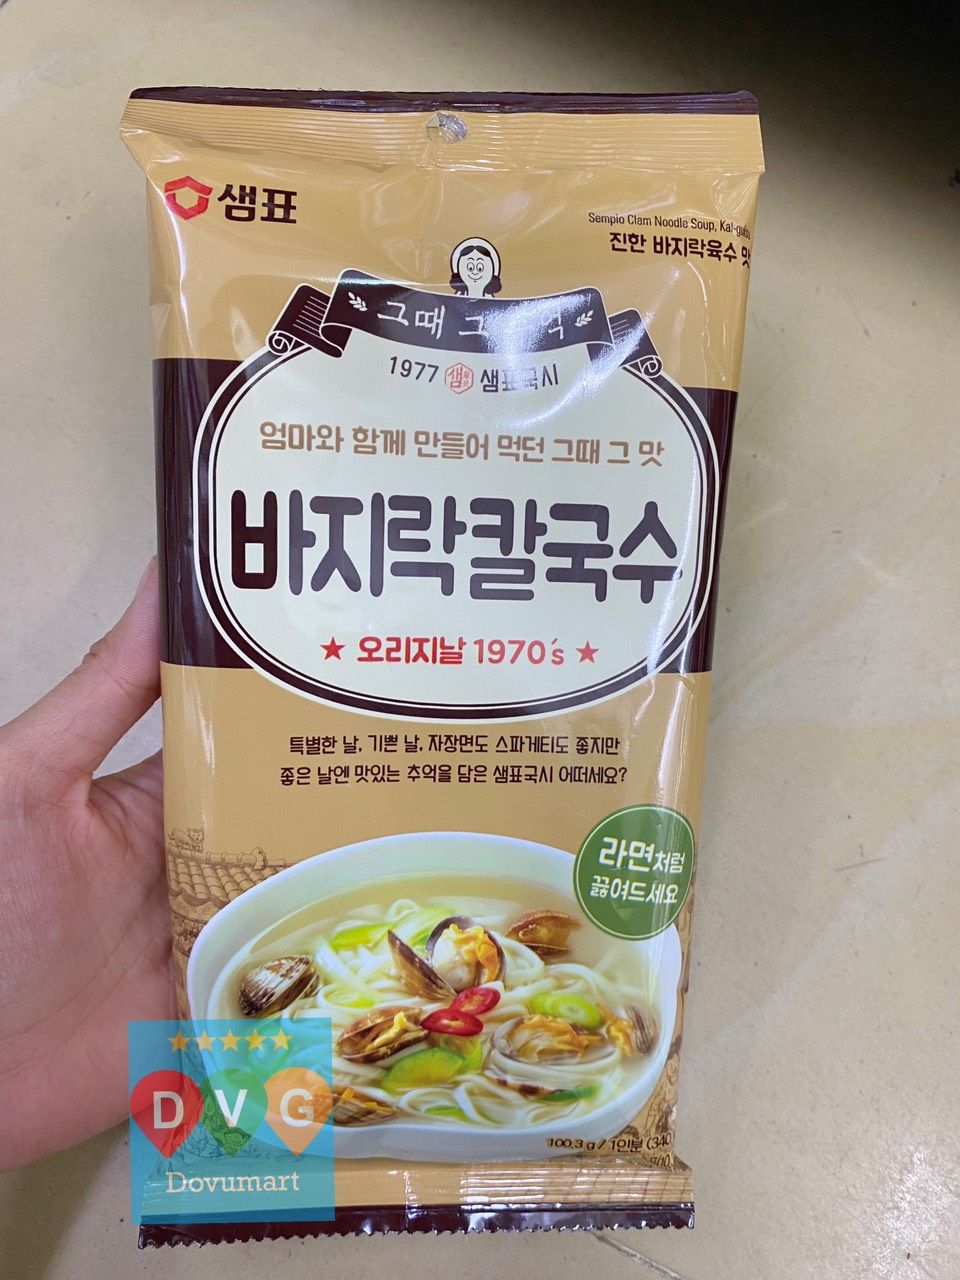 샘표
Sempio Clam Noodle Soup, Kal-guksu
진한 바지락육수 맛
그때 그
1977 샘표 샘표국시
엄마와 함께 만들어 먹던 그때 그 맛
바지락칼국수
★ 오리지날 1970's ★
특별한 날, 기쁜 날, 자장면도 스파게티도 좋지만
좋은 날엔 맛있는 추억을 담은 샘표국시 어떠세요?
라면처럼
끓여드세요
100.3 g / 1인분 (340
D V G
Dovumart